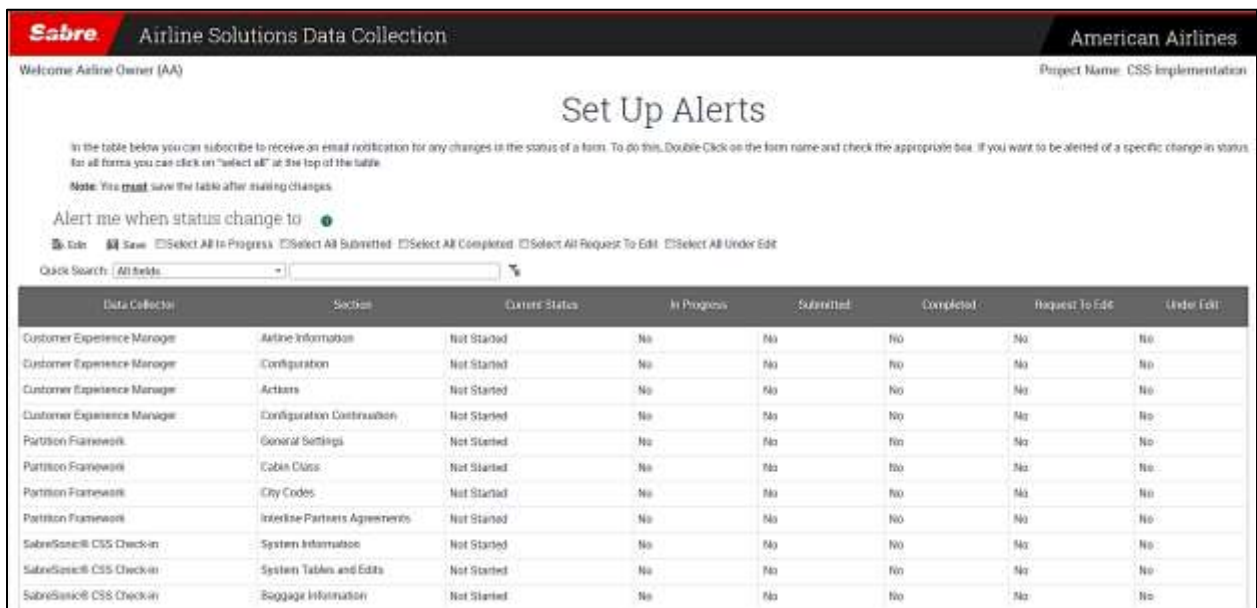 Sabre. Airline Solutions Data Collection American Airlines
Welcome Airline Owner (AA) Project Name: CSS Implementation
Set Up Alerts
In the table below you can subscribe to receive an email notification for any changes in the status of a form. To do this, Double Click on the form name and check the appropriate box. If you want to be alerted of a specific change in status
for all forms you can click on "select all" at the top of the table.
Note: You must save the table after making changes.
Alert me when status change to
Edit Save Select All In Progress Select All Submitted Select All Completed Select All Request To Edit Select All Under Edit
Quick Search: All fields
Data Collector Section Current Status In Progress Submitted Completed Request To Edit Under Edit
Customer Experience Manager Airline Information Not Started No No No No No
Customer Experience Manager Configuration Not Started No No No No No
Customer Experience Manager Actions Not Started No No No No No
Customer Experience Manager Configuration Continuation Not Started No No No No No
Partition Framework General Settings Not Started No No No No No
Partition Framework Cabin Class Not Started No No No No No
Partition Framework City Codes Not Started No No No No No
Partition Framework Interline Partners Agreements Not Started No No No No No
SabreSonic® CSS Check-in System Information Not Started No No No No No
SabreSonic® CSS Check-in System Tables and Edits Not Started No No No No No
SabreSonic® CSS Check-in Baggage Information Not Started No No No No No